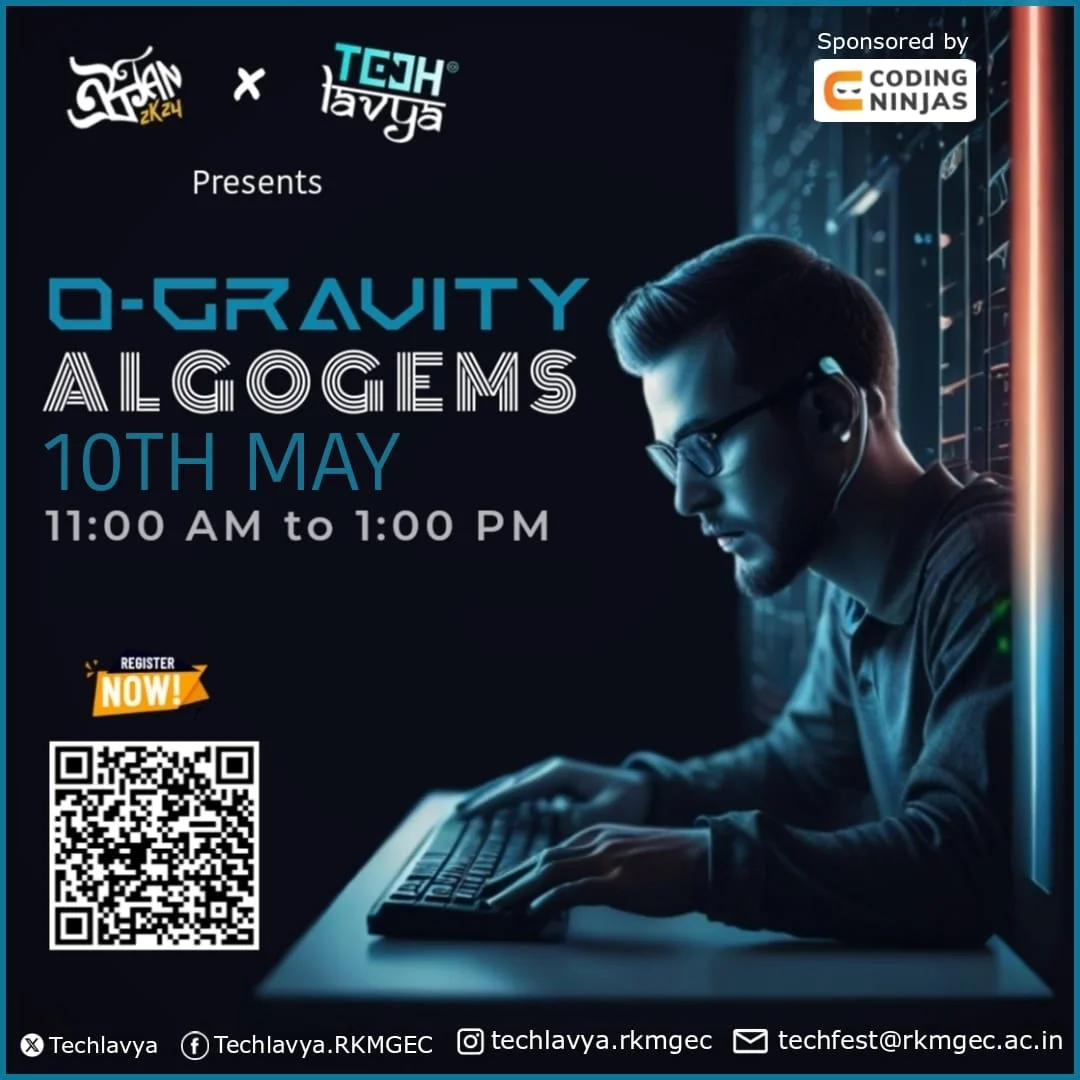 2K24 X TECH
lavya
Sponsored by
CODING
NINJAS
Presents
0-GRAVITY
ALGOGEMS
10TH MAY
11:00 AM to 1:00 PM
REGISTER
NOW!
Techlavya
Techlavya.RKMGEC
techlavya.rkmgec
techfest@rkmgec.ac.in